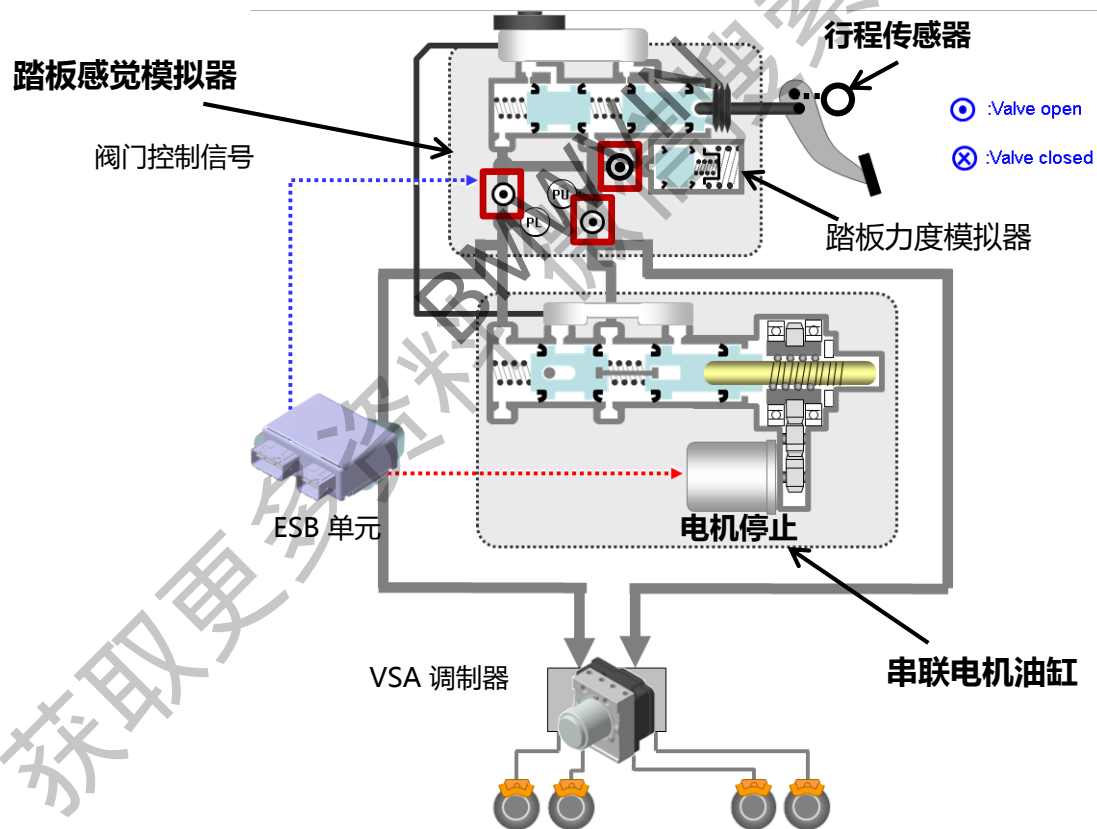 行程传感器
踏板感觉模拟器
:Valve open
阀门控制信号
:Valve closed
PU
PL
踏板力度模拟器
ESB 单元
电机停止
VSA 调制器
串联电机油缸